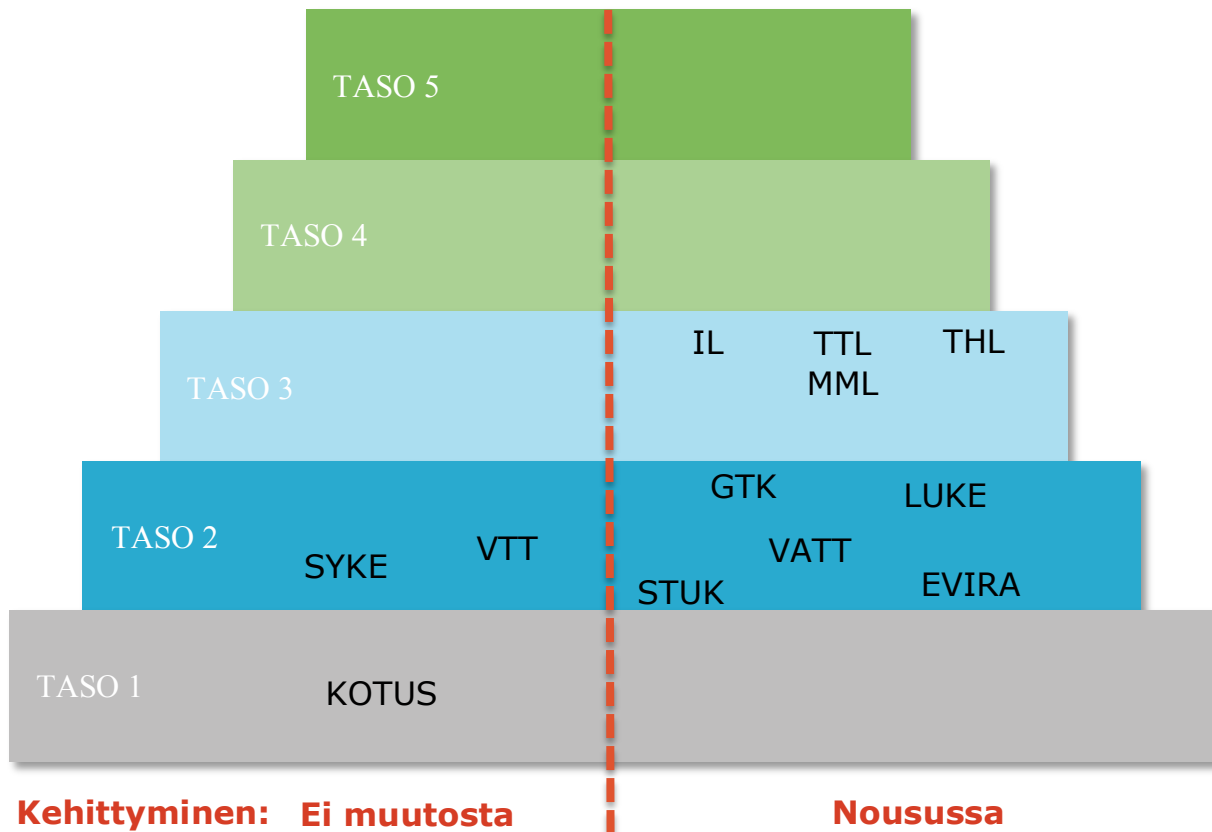 TASO 5
TASO 4
IL TTL THL
MML
TASO 3
GTK LUKE
TASO 2 SYKE VTT VATT
STUK EVIRA
TASO 1 KOTUS
Kehittyminen: Ei muutosta Nousussa